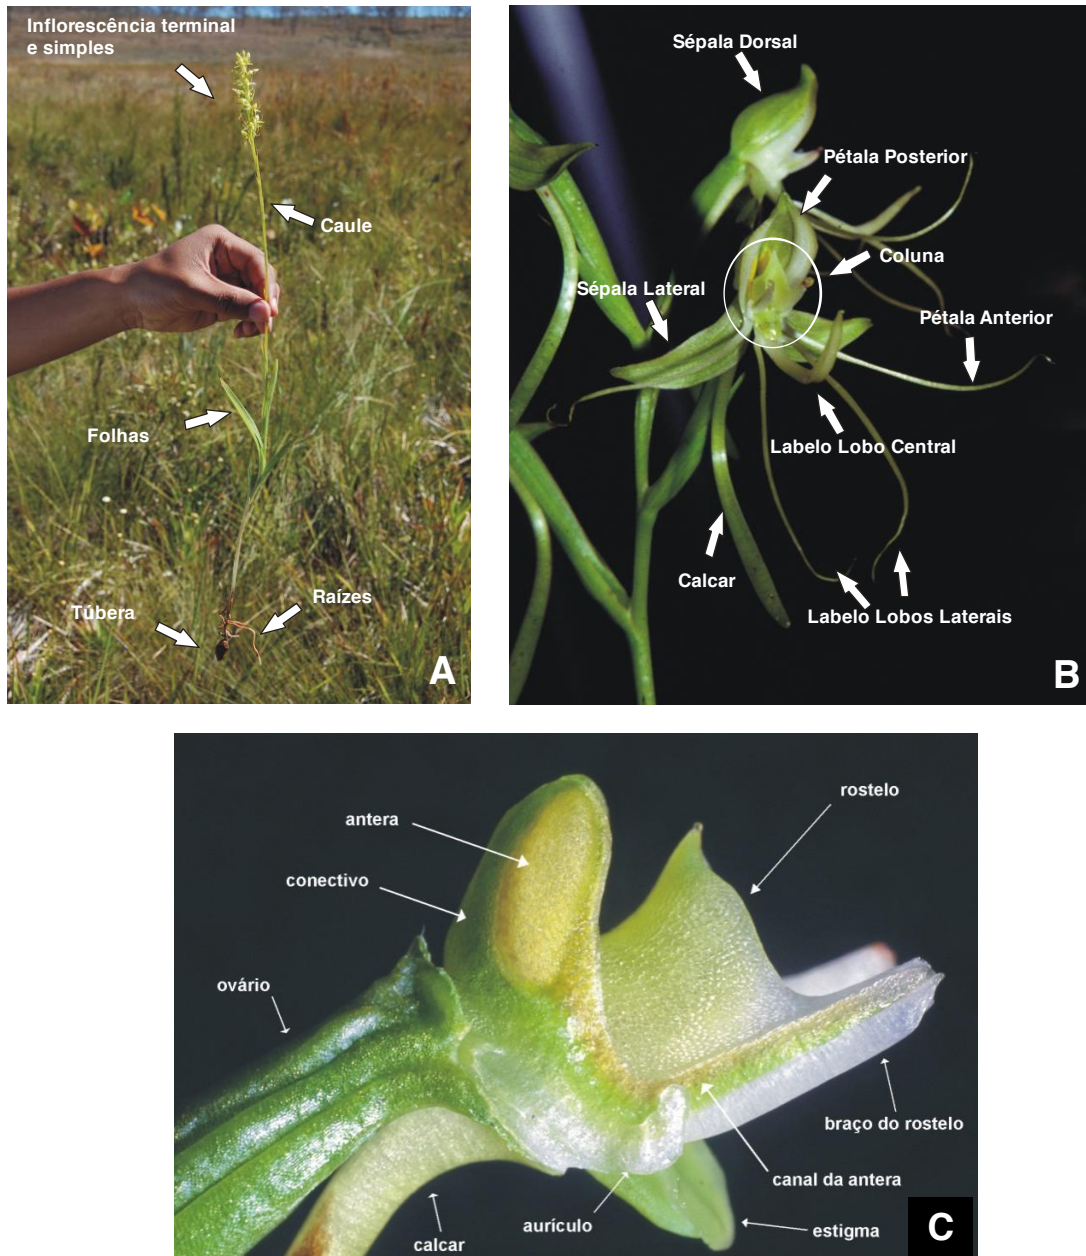 Inflorescência terminal
e simples
Caule
Folhas
Túbera
Raízes
A
Sépala Dorsal
Pétala Posterior
Coluna
Sépala Lateral
Pétala Anterior
Labelo Lobo Central
Calcar
Labelo Lobos Laterais
B
rostelo
antera
conectivo
ovário
braço do rostelo
canal da antera
aurículo
estigma
calcar
C